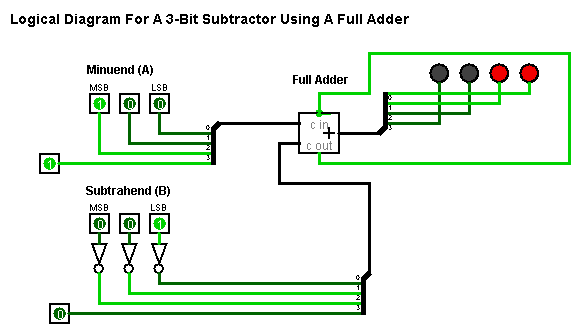 Logical Diagram For A 3-Bit Subtractor Using A Full Adder
Minuend (A)
MSB LSB
1 0 0
0
1
2
3
1
Full Adder
c in
+
c out
0
1
2
3
Subtrahend (B)
MSB LSB
0 0 1
0
1
2
3
0